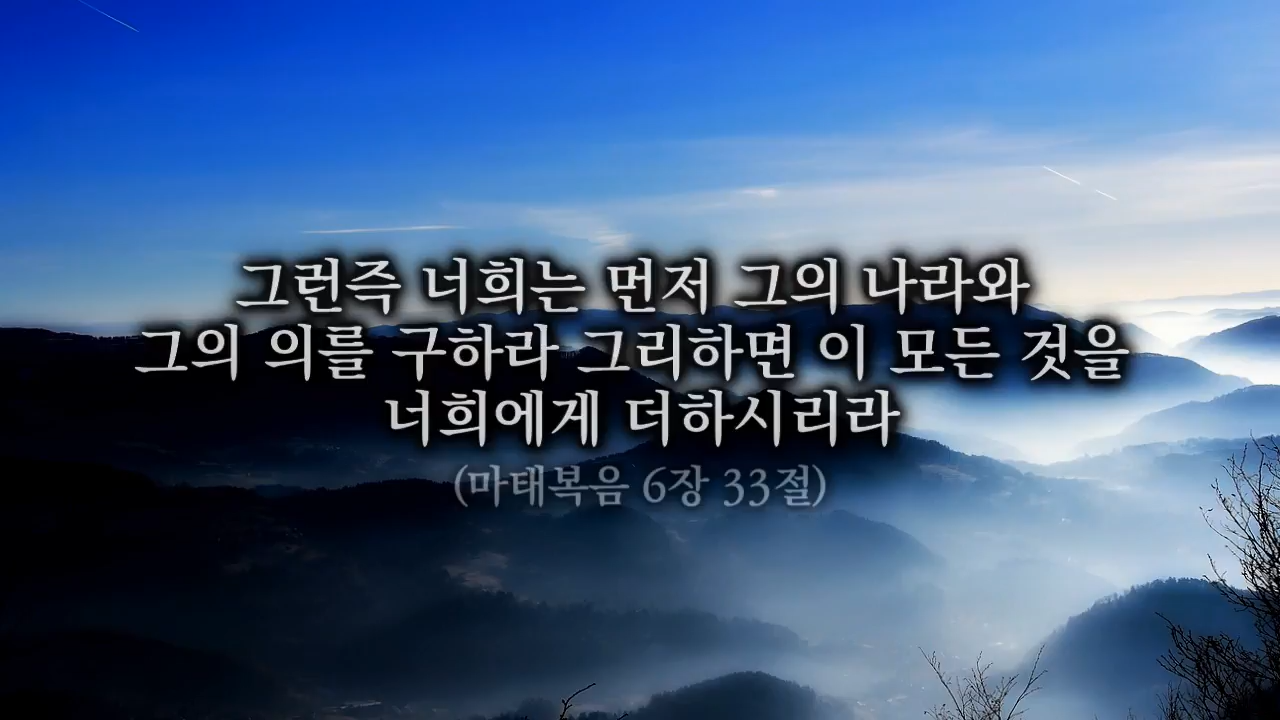 그런즉 너희는 먼저 그의 나라와
그의 의를 구하라 그리하면 이 모든 것을
너희에게 더하시리라
(마태복음 6장 33절)